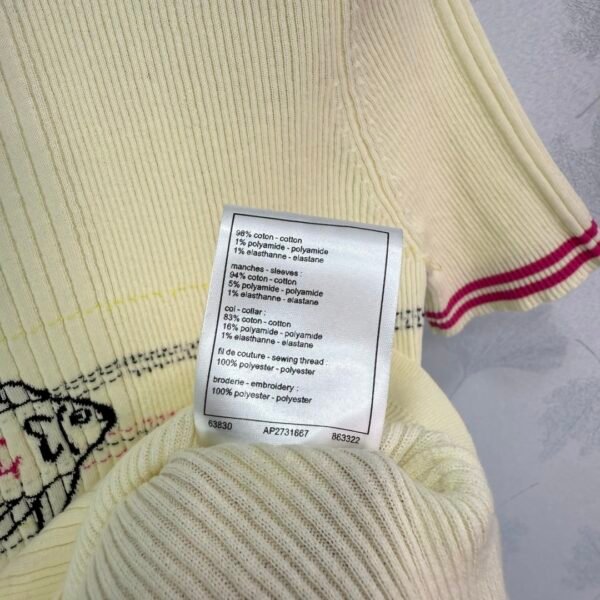 98% coton - cotton
1% polyamide - polyamide
1% elasthanne - elastane
manches - sleeves :
94% coton - cotton
5% polyamide - polyamide
1% elasthanne - elastane
col - collar :
83% coton - cotton
16% polyamide - polyamide
1% elasthanne - elastane
fil de couture - sewing thread :
100% polyester - polyester
broderie - embroidery :
100% polyester - polyester
63830 AP2731667 863322